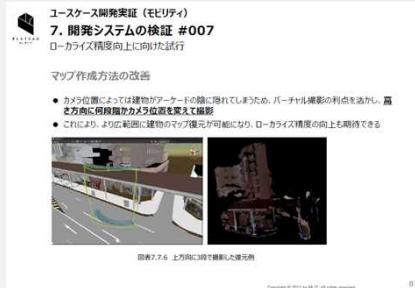 ユースケース開発実証（モビリティ）
7. 開発システムの検証 #007
ローカライズ精度向上に向けた試行
PLATEAU
マップ作成方法の改善
● カメラ位置によっては建物がアーケードの陰に隠れてしまうため、バーチャル撮影の利点を活かし、高
さ方向に何段階かカメラ位置を変えて撮影
● これにより、より広範囲に建物のマップ復元が可能になり、ローカライズ精度の向上も期待できる
図表7.7.6 上方向に3段で撮影した復元例